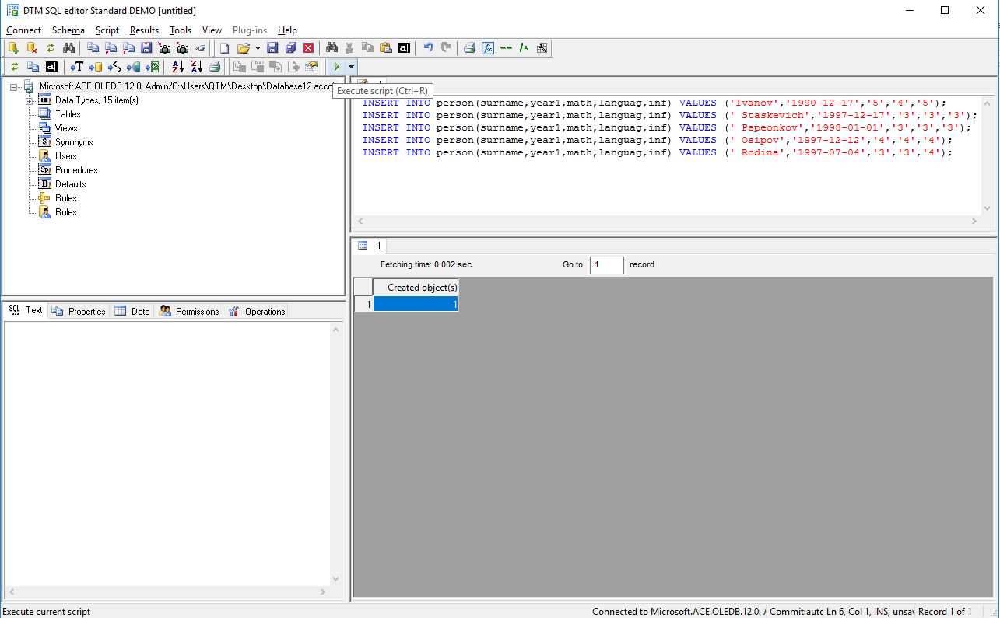 DTM SQL editor Standard DEMO [untitled]
Connect Schema Script Results Tools View Plug-ins Help
Microsoft.ACE.OLEDB.12.0: Admin/C:\Users\QTM\Desktop\Database12.accd
Data Types, 15 item(s)
Tables
Views
Synonyms
Users
Procedures
Defaults
Rules
Roles
Execute script (Ctrl+R)
INSERT INTO person(surname,year1,math,languag,inf) VALUES ('Ivanov','1990-12-17','5','4','5');
INSERT INTO person(surname,year1,math,languag,inf) VALUES (' Staskevich','1997-12-17','3','3','3');
INSERT INTO person(surname,year1,math,languag,inf) VALUES (' Pepeonkov','1998-01-01','3','3','3');
INSERT INTO person(surname,year1,math,languag,inf) VALUES (' Osipov','1997-12-12','4','4','4');
INSERT INTO person(surname,year1,math,languag,inf) VALUES (' Rodina','1997-07-04','3','3','4');
1
Fetching time: 0.002 sec Go to 1 record
Created object(s)
1 1
SQL Text Properties Data Permissions Operations
Execute current script
Connected to Microsoft.ACE.OLEDB.12.0: Commit:auto Ln 6, Col 1, INS, unsav Record 1 of 1